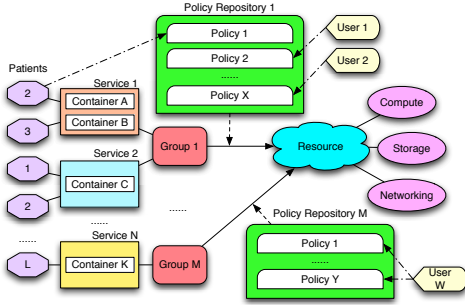 Policy Repository 1
Policy 1
Policy 2
......
Policy X
User 1
User 2
Patients
2
3
1
2
......
L
Service 1
Container A
Container B
Service 2
Container C
......
Service N
Container K
Group 1
......
Group M
Resource
Compute
Storage
Networking
Policy Repository M
Policy 1
......
Policy Y
User
W